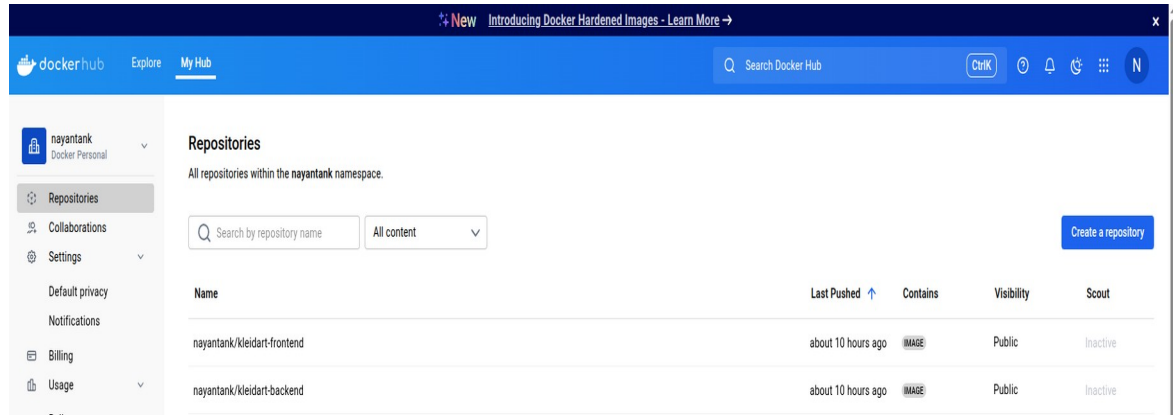 New Introducing Docker Hardened Images - Learn More → x
dockerhub Explore My Hub Search Docker Hub CtrlK N
nayantank
Docker Personal
Repositories
Collaborations
Settings
Default privacy
Notifications
Billing
Usage
Repositories
All repositories within the nayantank namespace.
Search by repository name All content Create a repository
Name Last Pushed ↑ Contains Visibility Scout
nayantank/kleidart-frontend about 10 hours ago IMAGE Public Inactive
nayantank/kleidart-backend about 10 hours ago IMAGE Public Inactive